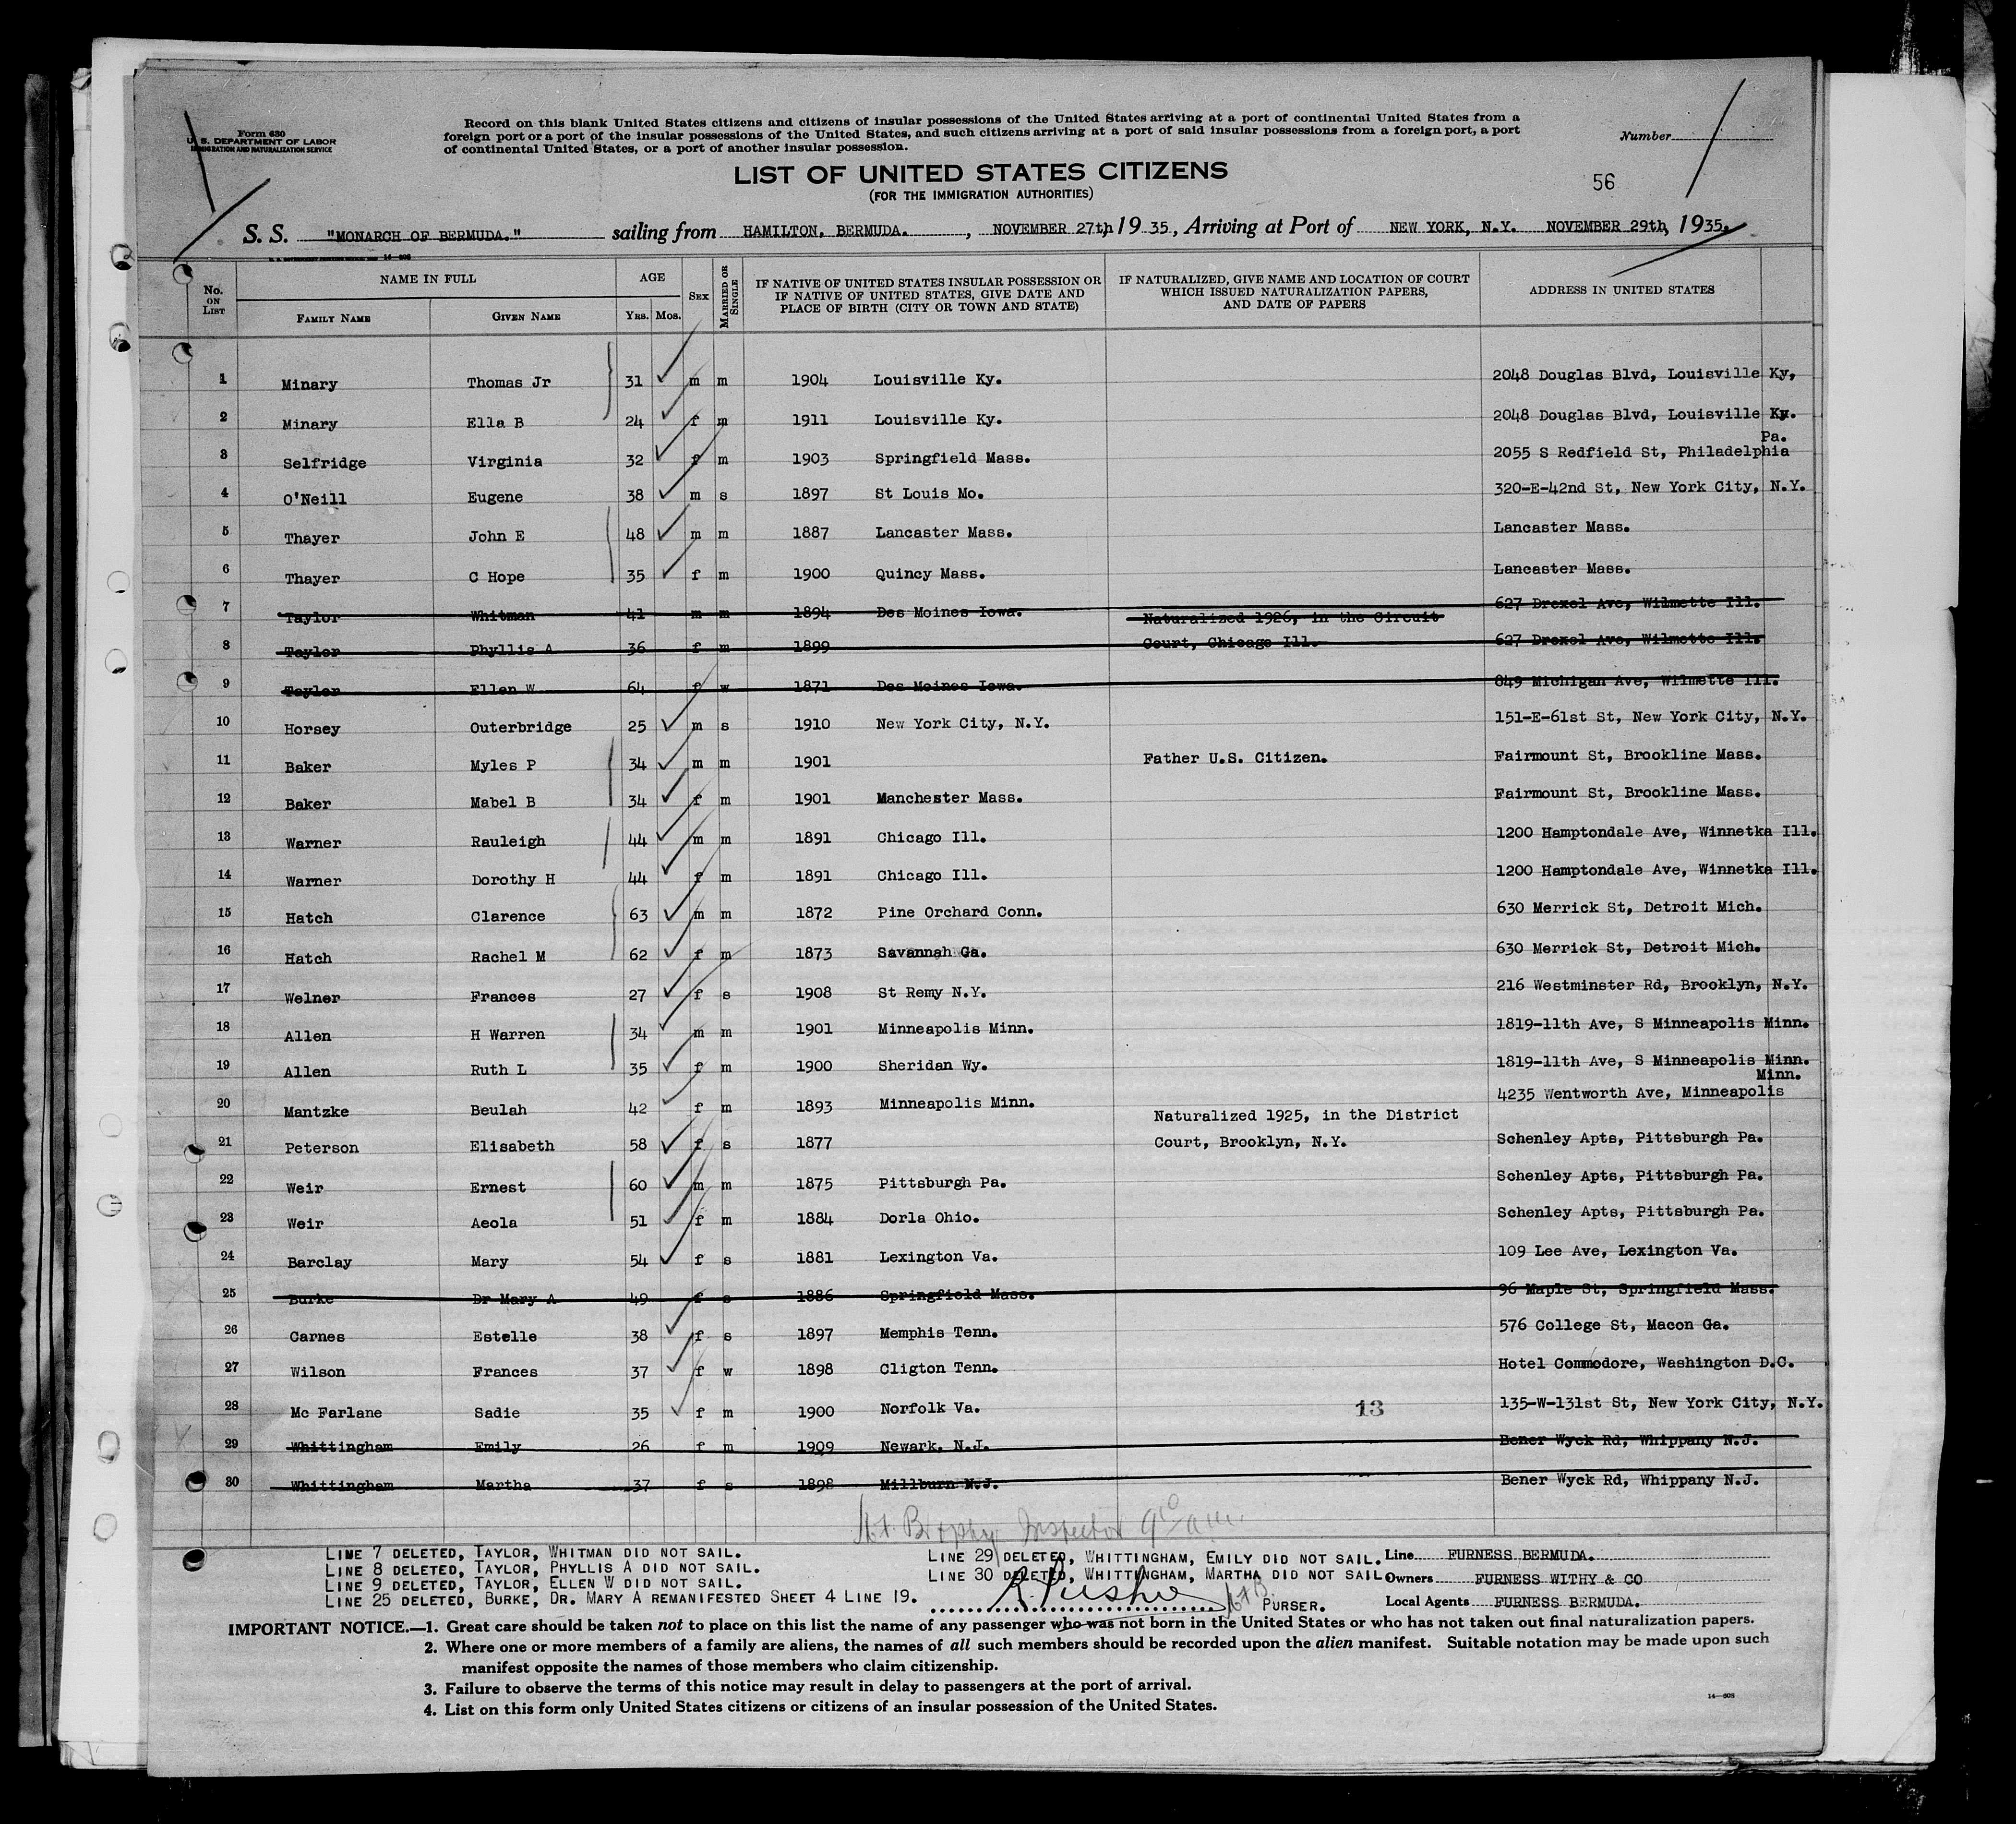 Form 630
U. S. DEPARTMENT OF LABOR
IMMIGRATION AND NATURALIZATION SERVICE
Record on this blank United States citizens and citizens of insular possessions of the United States arriving at a port of continental United States from a
foreign port or a port of the insular possessions of the United States, and such citizens arriving at a port of said insular possessions from a foreign port, a port
of continental United States, or a port of another insular possession.
Number
LIST OF UNITED STATES CITIZENS
(FOR THE IMMIGRATION AUTHORITIES)
56
S. S. "MONARCH OF BERMUDA." sailing from HAMILTON, BERMUDA. , NOVEMBER 27th, 19 35, Arriving at Port of NEW YORK, N.Y. NOVEMBER 29th, 1935.
No. ON LIST NAME IN FULL FAMILY NAME GIVEN NAME AGE YRS. MOS. SEX MARRIED OR SINGLE IF NATIVE OF UNITED STATES INSULAR POSSESSION OR IF NATIVE OF UNITED STATES, GIVE DATE AND PLACE OF BIRTH (CITY OR TOWN AND STATE) IF NATURALIZED, GIVE NAME AND LOCATION OF COURT WHICH ISSUED NATURALIZATION PAPERS, AND DATE OF PAPERS ADDRESS IN UNITED STATES
1 Minary Thomas Jr 31 m m 1904 Louisville Ky. 2048 Douglas Blvd, Louisville Ky,
2 Minary Ella B 24 f m 1911 Louisville Ky. 2048 Douglas Blvd, Louisville Ky.
3 Selfridge Virginia 32 f m 1903 Springfield Mass. 2055 S Redfield St, Philadelphia Pa.
4 O'Neill Eugene 38 m s 1897 St Louis Mo. 320-E-42nd St, New York City, N.Y.
5 Thayer John E 48 m m 1887 Lancaster Mass. Lancaster Mass.
6 Thayer C Hope 35 f m 1900 Quincy Mass. Lancaster Mass.
7 Taylor Whitman 41 m m 1894 Des Moines Iowa. Naturalized 1926, in the Circuit 627 Drexel Ave, Wilmette Ill.
8 Taylor Phyllis A 36 f m 1899 Court, Chicago Ill. 627 Drexel Ave, Wilmette Ill.
9 Taylor Ellen W 64 f w 1871 Des Moines Iowa. 849 Michigan Ave, Wilmette Ill.
10 Horsey Outerbridge 25 m s 1910 New York City, N.Y. 151-E-61st St, New York City, N.Y.
11 Baker Myles P 34 m m 1901 Father U.S. Citizen. Fairmount St, Brookline Mass.
12 Baker Mabel B 34 f m 1901 Manchester Mass. Fairmount St, Brookline Mass.
13 Warner Rauleigh 44 m m 1891 Chicago Ill. 1200 Hamptondale Ave, Winnetka Ill.
14 Warner Dorothy H 44 f m 1891 Chicago Ill. 1200 Hamptondale Ave, Winnetka Ill.
15 Hatch Clarence 63 m m 1872 Pine Orchard Conn. 630 Merrick St, Detroit Mich.
16 Hatch Rachel M 62 f m 1873 Savannah Ga. 630 Merrick St, Detroit Mich.
17 Welner Frances 27 f s 1908 St Remy N.Y. 216 Westminster Rd, Brooklyn, N.Y.
18 Allen H Warren 34 m m 1901 Minneapolis Minn. 1819-11th Ave, S Minneapolis Minn.
19 Allen Ruth L 35 f m 1900 Sheridan Wy. 1819-11th Ave, S Minneapolis Minn.
20 Mantzke Beulah 42 f m 1893 Minneapolis Minn. 4235 Wentworth Ave, Minneapolis Minn.
Naturalized 1925, in the District
21 Peterson Elisabeth 58 f s 1877 Court, Brooklyn, N.Y. Schenley Apts, Pittsburgh Pa.
22 Weir Ernest 60 m m 1875 Pittsburgh Pa. Schenley Apts, Pittsburgh Pa.
23 Weir Aeola 51 f m 1884 Dorla Ohio. Schenley Apts, Pittsburgh Pa.
24 Barclay Mary 54 f s 1881 Lexington Va. 109 Lee Ave, Lexington Va.
25 Burke Dr Mary A 49 f s 1886 Springfield Mass. 96 Maple St, Springfield Mass.
26 Carnes Estelle 38 f s 1897 Memphis Tenn. 576 College St, Macon Ga.
27 Wilson Frances 37 f w 1898 Cligton Tenn. Hotel Commodore, Washington D.C.
28 Mc Farlane Sadie 35 f m 1900 Norfolk Va. 13 135-W-131st St, New York City, N.Y.
29 Whittingham Emily 26 f m 1909 Newark, N.J. Bener Wyck Rd, Whippany N.J.
30 Whittingham Martha 37 f s 1898 Millburn N.J. Bener Wyck Rd, Whippany N.J.
Inspector 9 a.m.
LINE 7 DELETED, TAYLOR, WHITMAN DID NOT SAIL.
LINE 8 DELETED, TAYLOR, PHYLLIS A DID NOT SAIL.
LINE 9 DELETED, TAYLOR, ELLEN W DID NOT SAIL.
LINE 25 DELETED, BURKE, DR. MARY A REMANIFESTED SHEET 4 LINE 19.
LINE 29 DELETED, WHITTINGHAM, EMILY DID NOT SAIL.
LINE 30 DELETED, WHITTINGHAM, MARTHA DID NOT SAIL.
PURSER.
Line FURNESS BERMUDA.
Owners FURNESS WITHY & CO
Local Agents FURNESS BERMUDA.
IMPORTANT NOTICE.—1. Great care should be taken not to place on this list the name of any passenger who was not born in the United States or who has not taken out final naturalization papers.
2. Where one or more members of a family are aliens, the names of all such members should be recorded upon the alien manifest. Suitable notation may be made upon such
manifest opposite the names of those members who claim citizenship.
3. Failure to observe the terms of this notice may result in delay to passengers at the port of arrival.
4. List on this form only United States citizens or citizens of an insular possession of the United States.
14—808